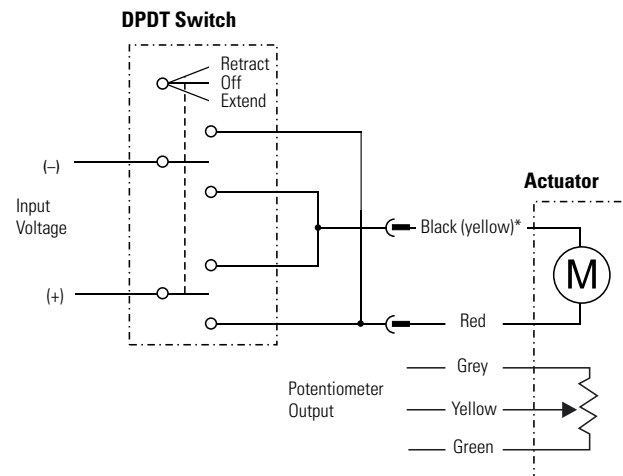 DPDT Switch
Retract
Off
Extend
(–)
Input
Voltage
(+)
Actuator
Black (yellow)*
M
Red
Grey
Potentiometer
Output
Yellow
Green